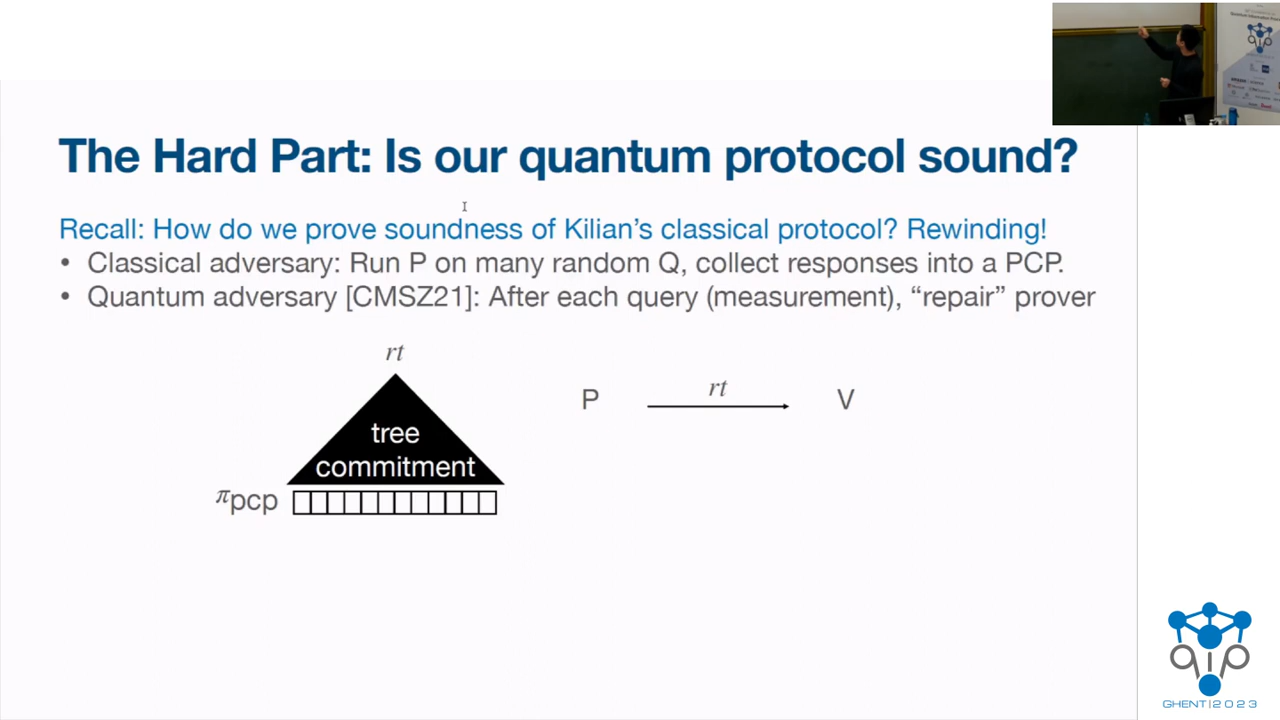 The Hard Part: Is our quantum protocol sound?
Recall: How do we prove soundness of Kilian's classical protocol? Rewinding!
• Classical adversary: Run P on many random Q, collect responses into a PCP.
• Quantum adversary [CMSZ21]: After each query (measurement), “repair” prover
rt
tree
commitment
πpcp
P
rt
V
qip
GHENT|2023